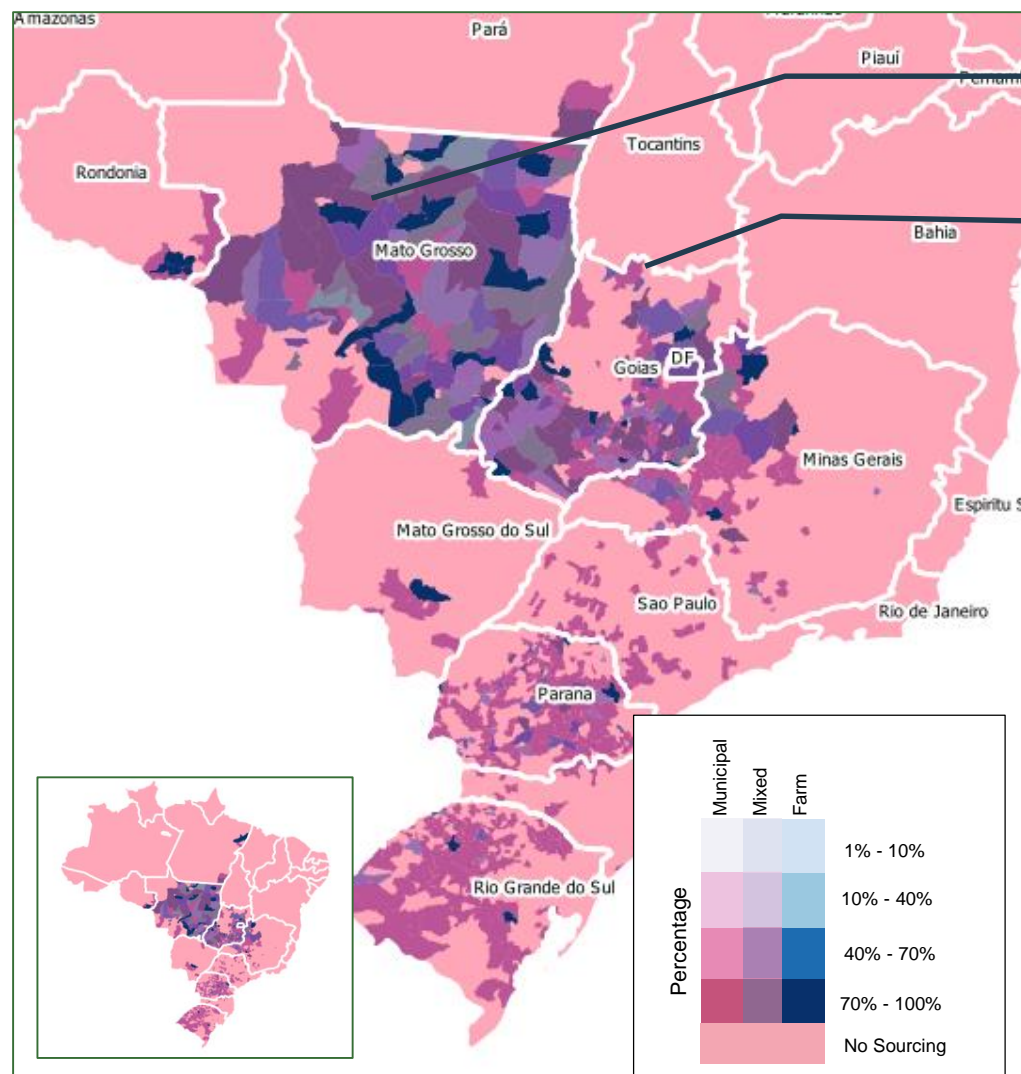 Amazonas
Pará
Piauí
Tocantins
Rondonia
Bahia
Mato Grosso
Goias
DF
Minas Gerais
Espiritu S
Mato Grosso do Sul
Sao Paulo
Rio de Janeiro
Parana
Rio Grande do Sul
Municipal
Mixed
Farm
Percentage
1% - 10%
10% - 40%
40% - 70%
70% - 100%
No Sourcing